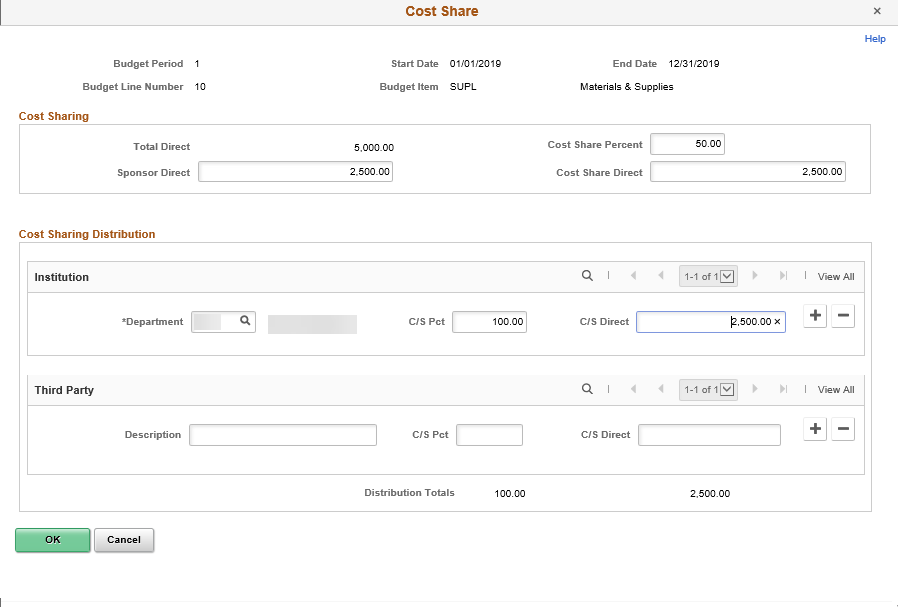 Cost Share ×
Help
Budget Period 1 Start Date 01/01/2019 End Date 12/31/2019
Budget Line Number 10 Budget Item SUPL Materials & Supplies
Cost Sharing
Total Direct 5,000.00 Cost Share Percent 50.00
Sponsor Direct 2,500.00 Cost Share Direct 2,500.00
Cost Sharing Distribution
Institution 1-1 of 1 View All
*Department C/S Pct 100.00 C/S Direct 2,500.00 × + −
Third Party 1-1 of 1 View All
Description C/S Pct C/S Direct + −
Distribution Totals 100.00 2,500.00
OK Cancel